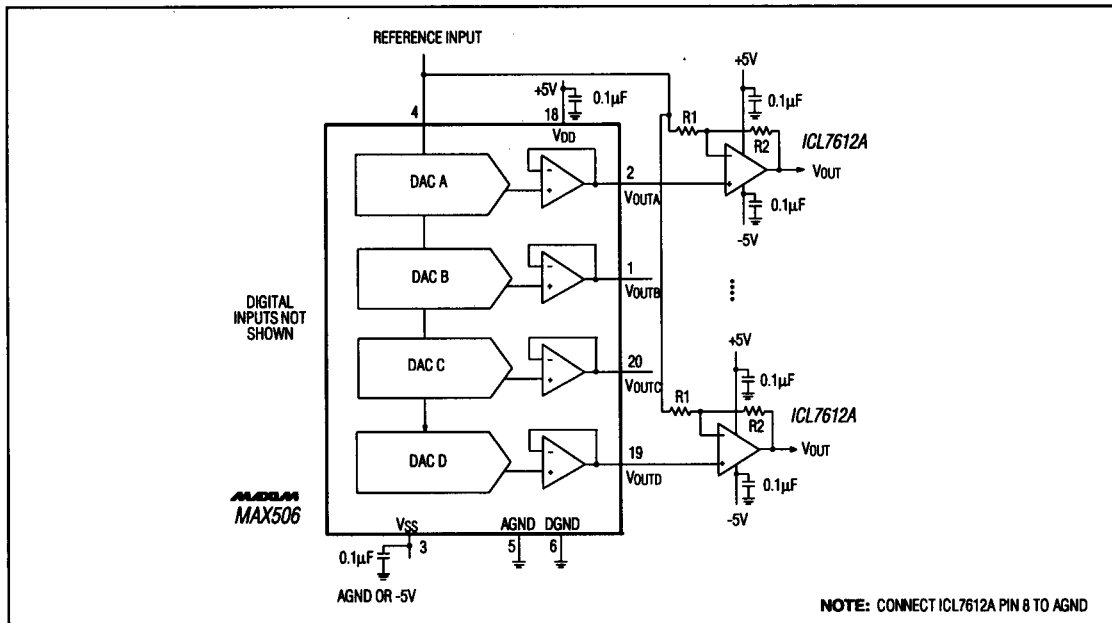 REFERENCE INPUT
+5V
+5V
0.1µF
0.1µF
4
18
VDD
R1
R2
ICL7612A
DAC A
-
+
2
VOUTA
-
+
VOUT
0.1µF
-5V
DAC B
-
+
1
VOUTB
DIGITAL
INPUTS NOT
SHOWN
DAC C
-
+
20
VOUTC
+5V
0.1µF
R1
R2
ICL7612A
DAC D
-
+
19
VOUTD
-
+
VOUT
0.1µF
-5V
MAXIM
MAX506
VSS
AGND
DGND
3
5
6
0.1µF
AGND OR -5V
NOTE: CONNECT ICL7612A PIN 8 TO AGND